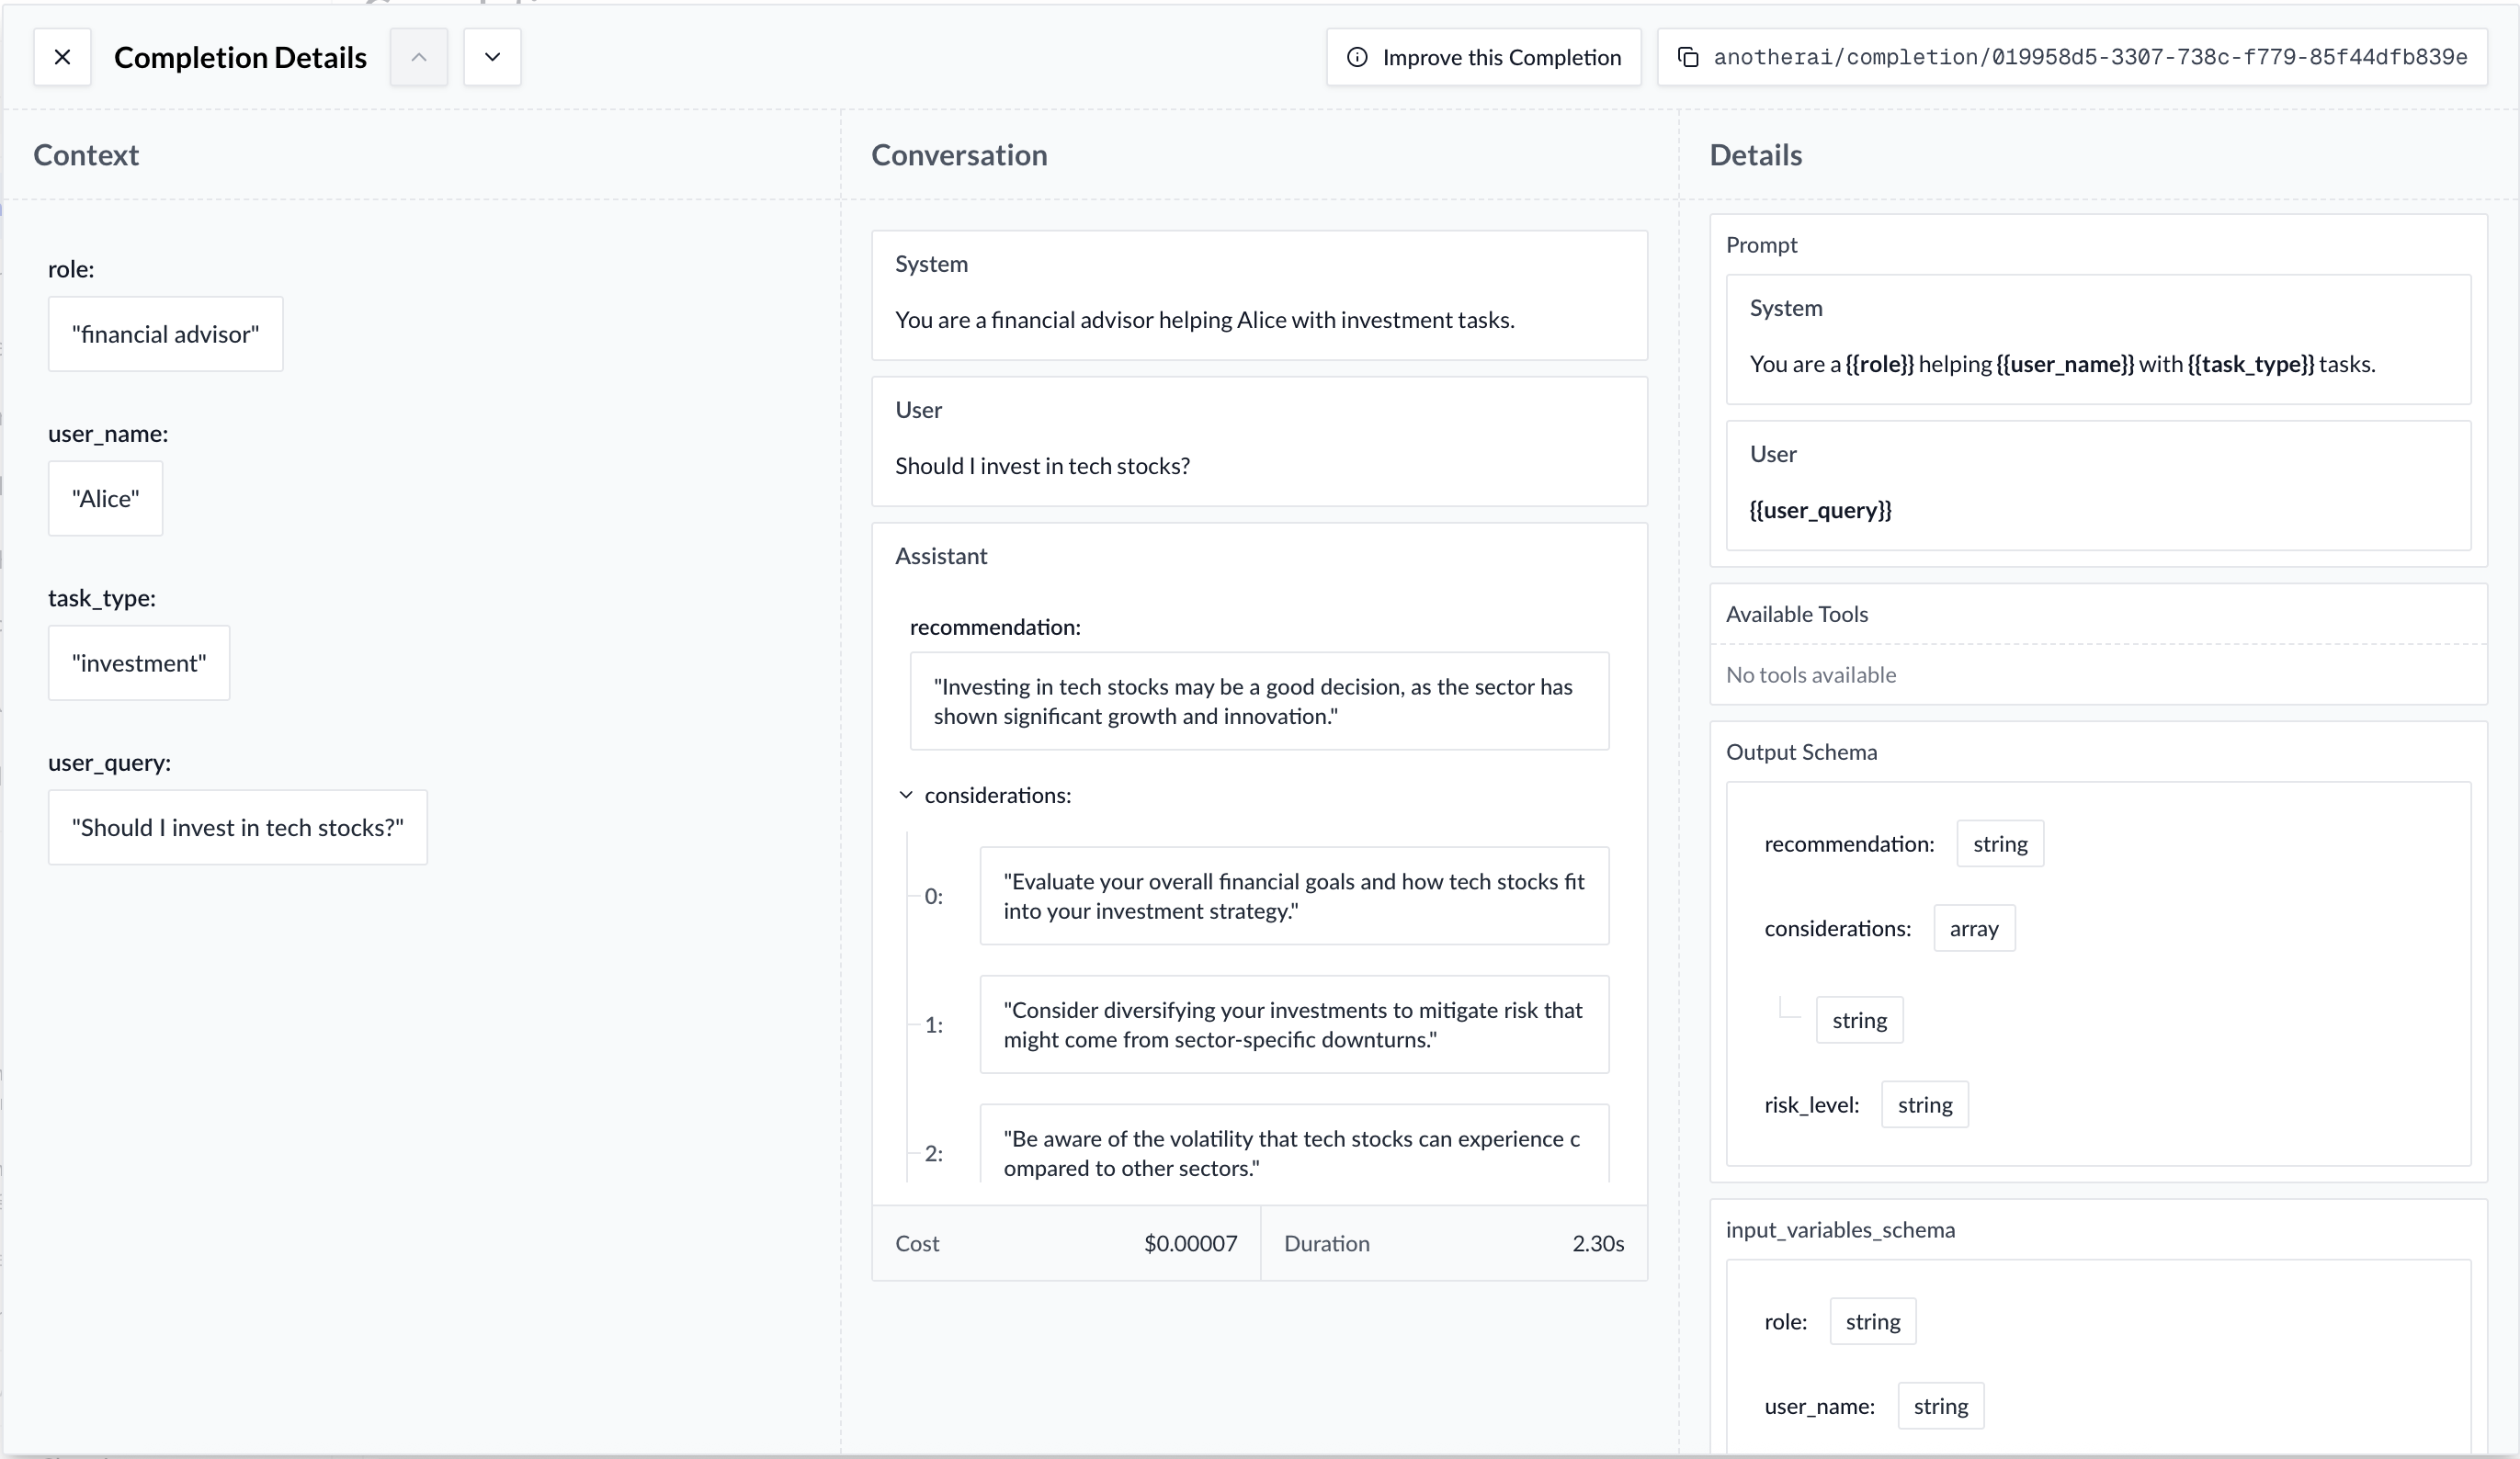 Completion Details
Improve this Completion
anotherai/completion/019958d5-3307-738c-f779-85f44dfb839e
Context
role:
"financial advisor"
user_name:
"Alice"
task_type:
"investment"
user_query:
"Should I invest in tech stocks?"
Conversation
System
You are a financial advisor helping Alice with investment tasks.
User
Should I invest in tech stocks?
Assistant
recommendation:
"Investing in tech stocks may be a good decision, as the sector has
shown significant growth and innovation."
considerations:
0:
"Evaluate your overall financial goals and how tech stocks fit
into your investment strategy."
1:
"Consider diversifying your investments to mitigate risk that
might come from sector-specific downturns."
2:
"Be aware of the volatility that tech stocks can experience c
ompared to other sectors."
Cost $0.00007
Duration 2.30s
Details
Prompt
System
You are a {{role}} helping {{user_name}} with {{task_type}} tasks.
User
{{user_query}}
Available Tools
No tools available
Output Schema
recommendation: string
considerations: array
string
risk_level: string
input_variables_schema
role: string
user_name: string